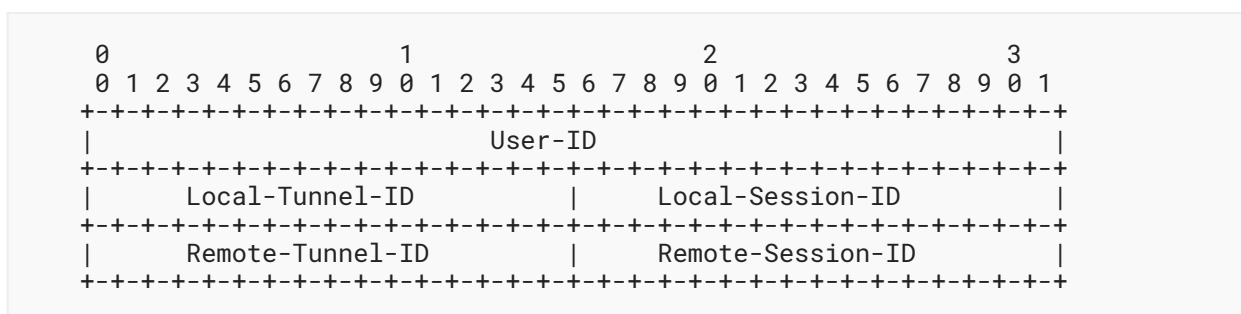 0                   1                   2                   3
 0 1 2 3 4 5 6 7 8 9 0 1 2 3 4 5 6 7 8 9 0 1 2 3 4 5 6 7 8 9 0 1
+-+-+-+-+-+-+-+-+-+-+-+-+-+-+-+-+-+-+-+-+-+-+-+-+-+-+-+-+-+-+-+-+
|                          User-ID                              |
+-+-+-+-+-+-+-+-+-+-+-+-+-+-+-+-+-+-+-+-+-+-+-+-+-+-+-+-+-+-+-+-+
|      Local-Tunnel-ID          |     Local-Session-ID          |
+-+-+-+-+-+-+-+-+-+-+-+-+-+-+-+-+-+-+-+-+-+-+-+-+-+-+-+-+-+-+-+-+
|      Remote-Tunnel-ID         |     Remote-Session-ID         |
+-+-+-+-+-+-+-+-+-+-+-+-+-+-+-+-+-+-+-+-+-+-+-+-+-+-+-+-+-+-+-+-+